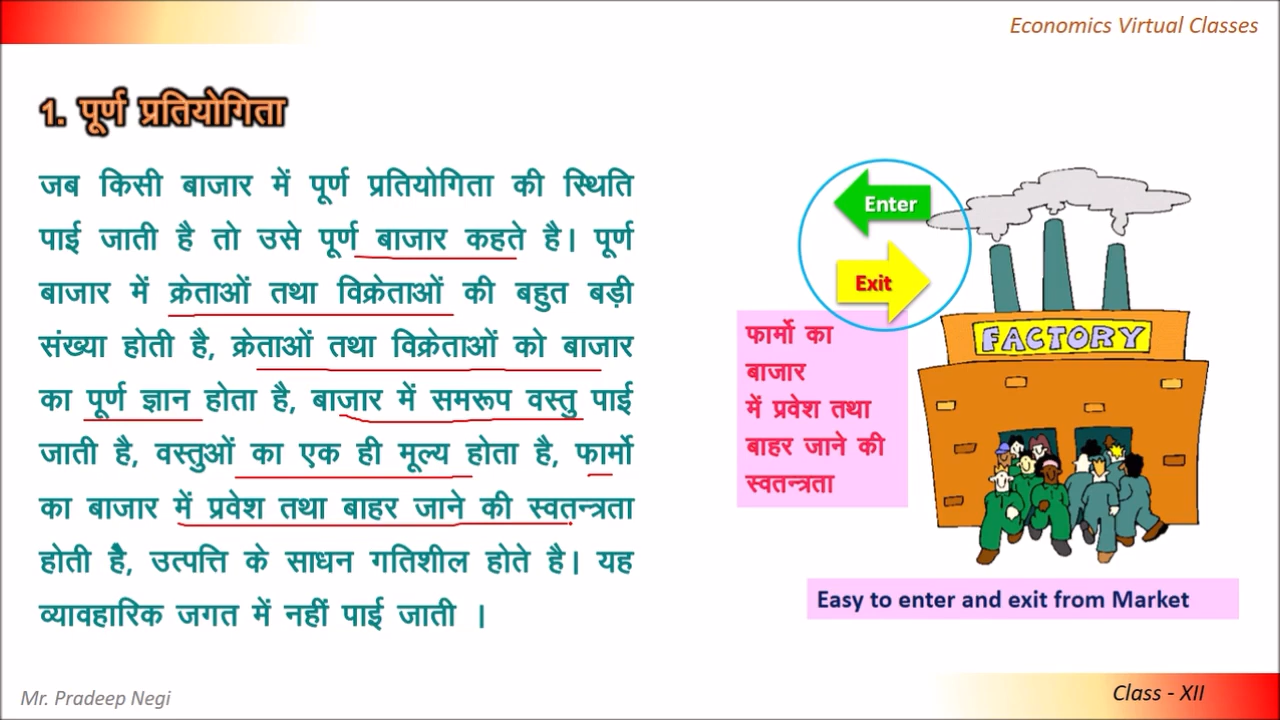 Economics Virtual Classes
1. पूर्ण प्रतियोगिता
जब किसी बाजार में पूर्ण प्रतियोगिता की स्थिति
पाई जाती है तो उसे पूर्ण बाजार कहते है। पूर्ण
बाजार में क्रेताओं तथा विक्रेताओं की बहुत बड़ी
संख्या होती है, क्रेताओं तथा विक्रेताओं को बाजार
का पूर्ण ज्ञान होता है, बाजार में समरूप वस्तु पाई
जाती है, वस्तुओं का एक ही मूल्य होता है, फार्मो
का बाजार में प्रवेश तथा बाहर जाने की स्वतन्त्रता
होती है, उत्पत्ति के साधन गतिशील होते है। यह
व्यावहारिक जगत में नहीं पाई जाती ।
Enter
Exit
फार्मो का
बाजार
में प्रवेश तथा
बाहर जाने की
स्वतन्त्रता
FACTORY
Easy to enter and exit from Market
Mr. Pradeep Negi
Class - XII